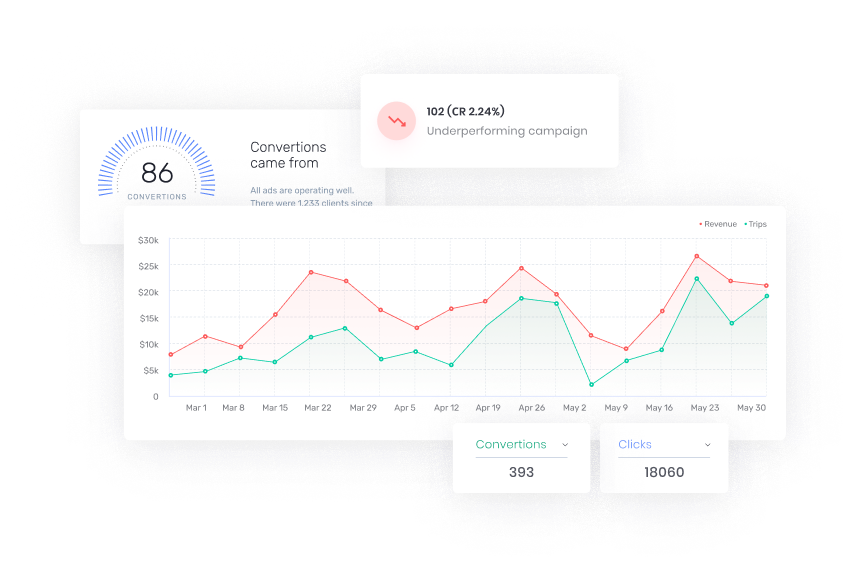 102 (CR 2.24%)
Underperforming campaign
86
CONVERTIONS
Convertions
came from
All ads are operating well.
There were 1,233 clients since
Revenue Trips
$30k
$25k
$20k
$15k
$10k
$5k
0
Mar 1 Mar 8 Mar 15 Mar 22 Mar 29 Apr 5 Apr 12 Apr 19 Apr 26 May 2 May 9 May 16 May 23 May 30
Convertions
393
Clicks
18060